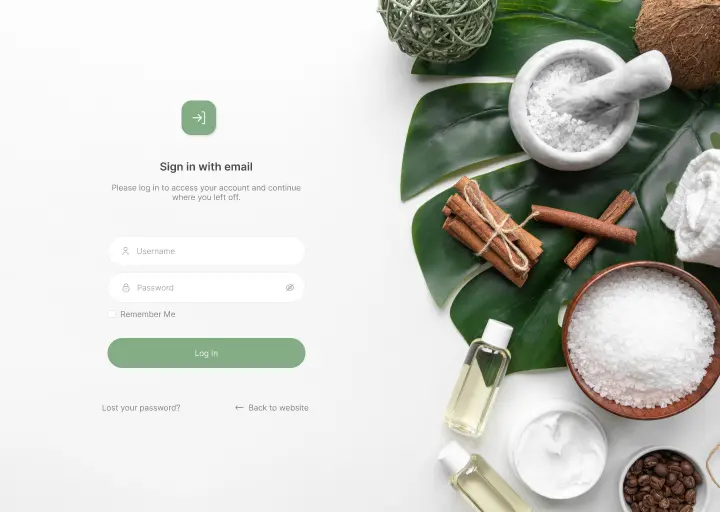 Sign in with email
Please log in to access your account and continue
where you left off.
Username
Password
Remember Me
Log In
Lost your password?
← Back to website